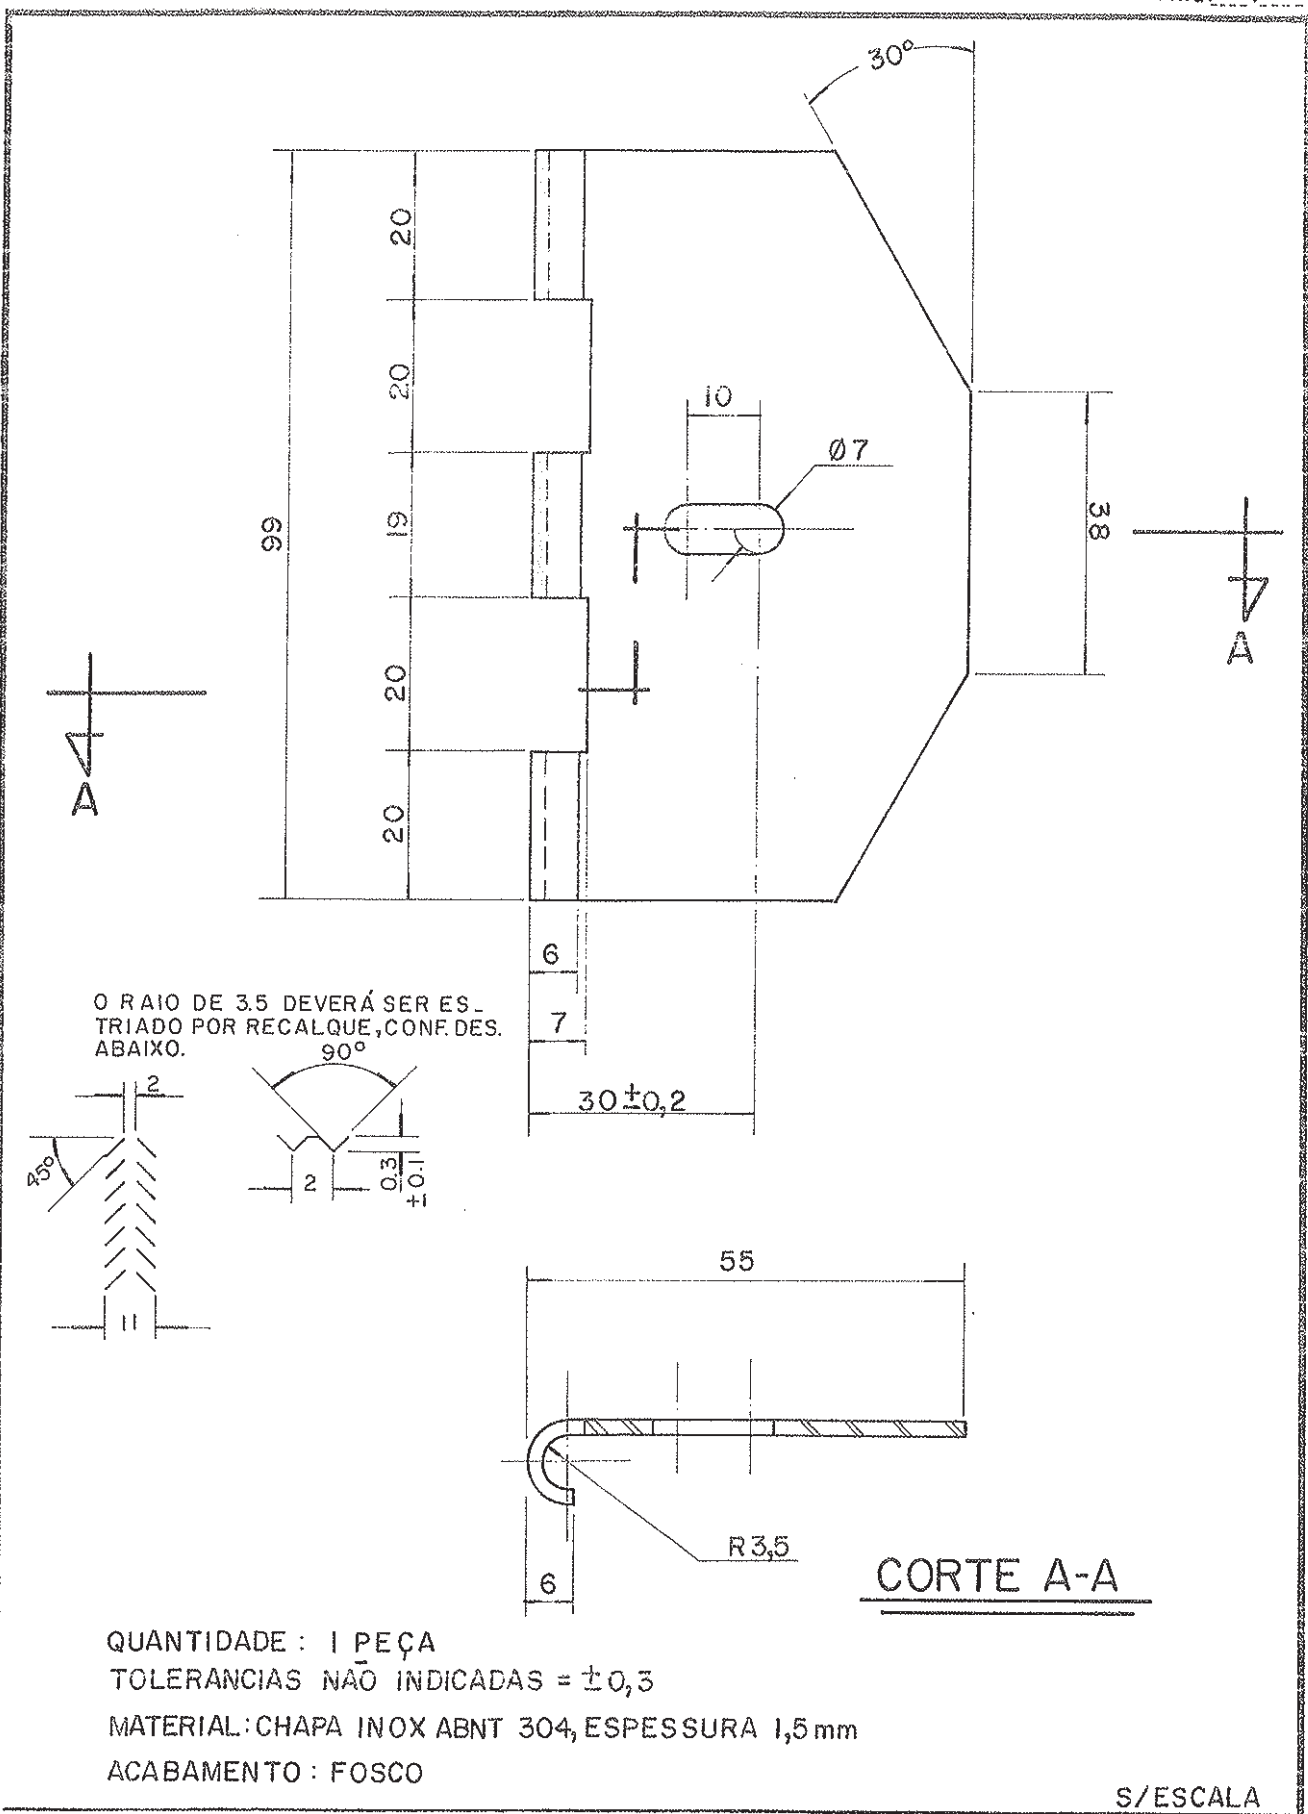 30°
20
20
10
Ø7
99
19
38
A
A
20
20
6
7
30±0,2
O RAIO DE 3.5 DEVERÁ SER ES-
TRIADO POR RECALQUE, CONF. DES.
ABAIXO.
2
90°
45°
2
0.3
±0.1
11
55
R3,5
6
CORTE A-A
QUANTIDADE: 1 PEÇA
TOLERANCIAS NÃO INDICADAS = ±0,3
MATERIAL: CHAPA INOX ABNT 304, ESPESSURA 1,5mm
ACABAMENTO: FOSCO
S/ESCALA